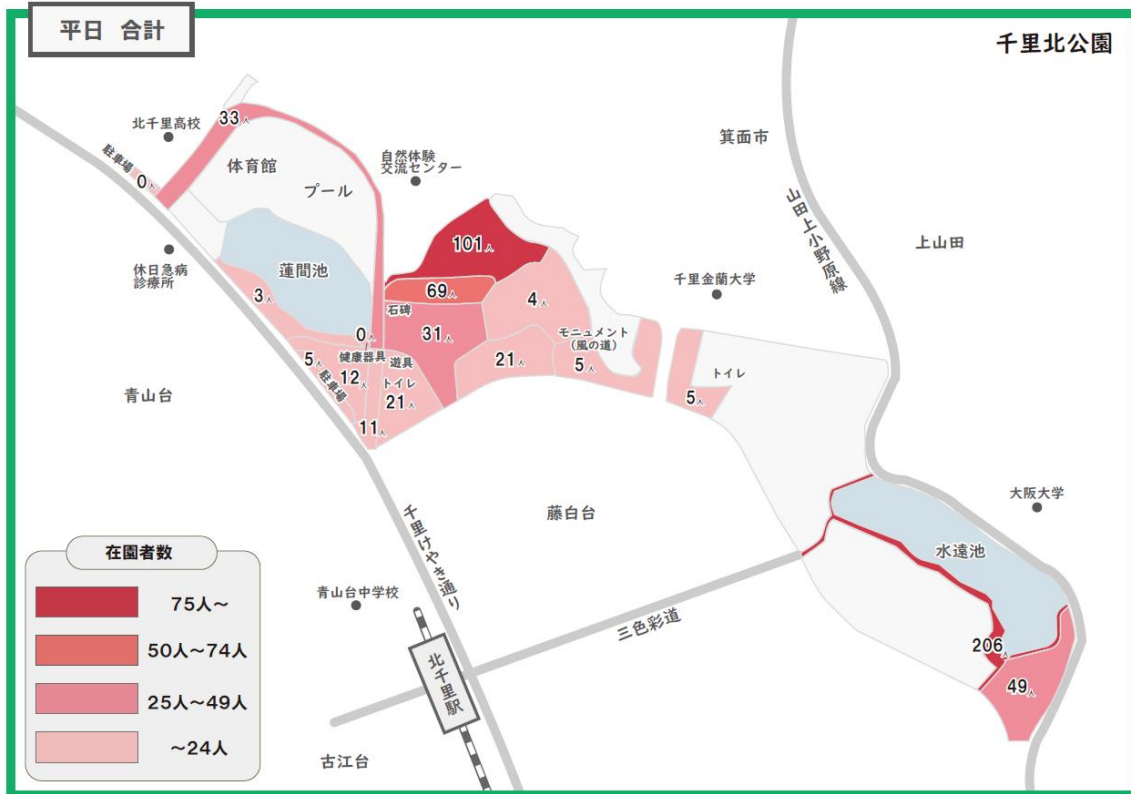 平日 合計
千里北公園
北千里高校
33人
駐車場
0人
体育館
プール
自然体験
交流センター
箕面市
山田上小野原線
上山田
休日急病
診療所
蓮間池
3人
101人
69人
石碑
4人
千里金蘭大学
0人
31人
モニュメント
(風の道)
5人
健康器具
遊具
12人
トイレ
21人
21人
5人
トイレ
5人
駐車場
11人
青山台
藤白台
大阪大学
水遠池
千里けやき通り
青山台中学校
三色彩道
206人
49人
北千里駅
古江台
在園者数
75人~
50人~74人
25人~49人
~24人